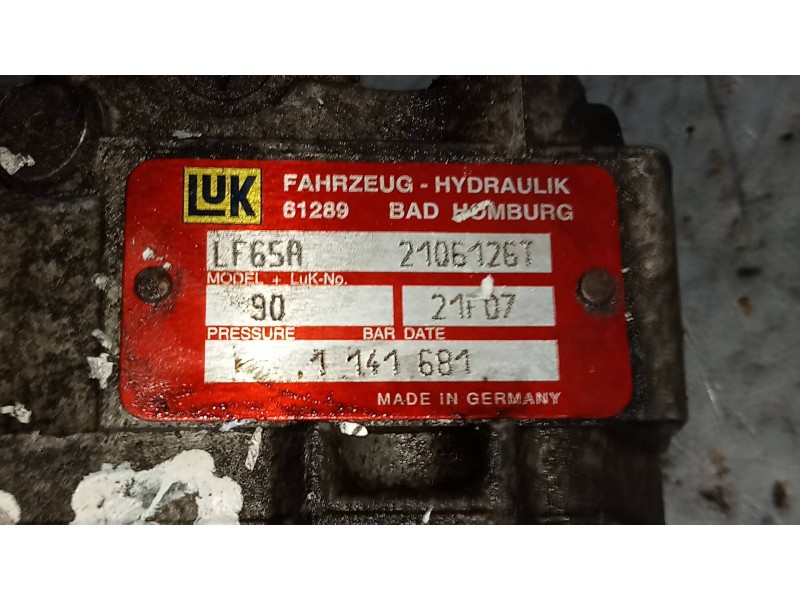 LUK
FAHRZEUG - HYDRAULIK
61289 BAD HOMBURG
LF65A 2106126T
MODEL + LuK-No.
90 21F07
PRESSURE BAR DATE
1 141 681
MADE IN GERMANY